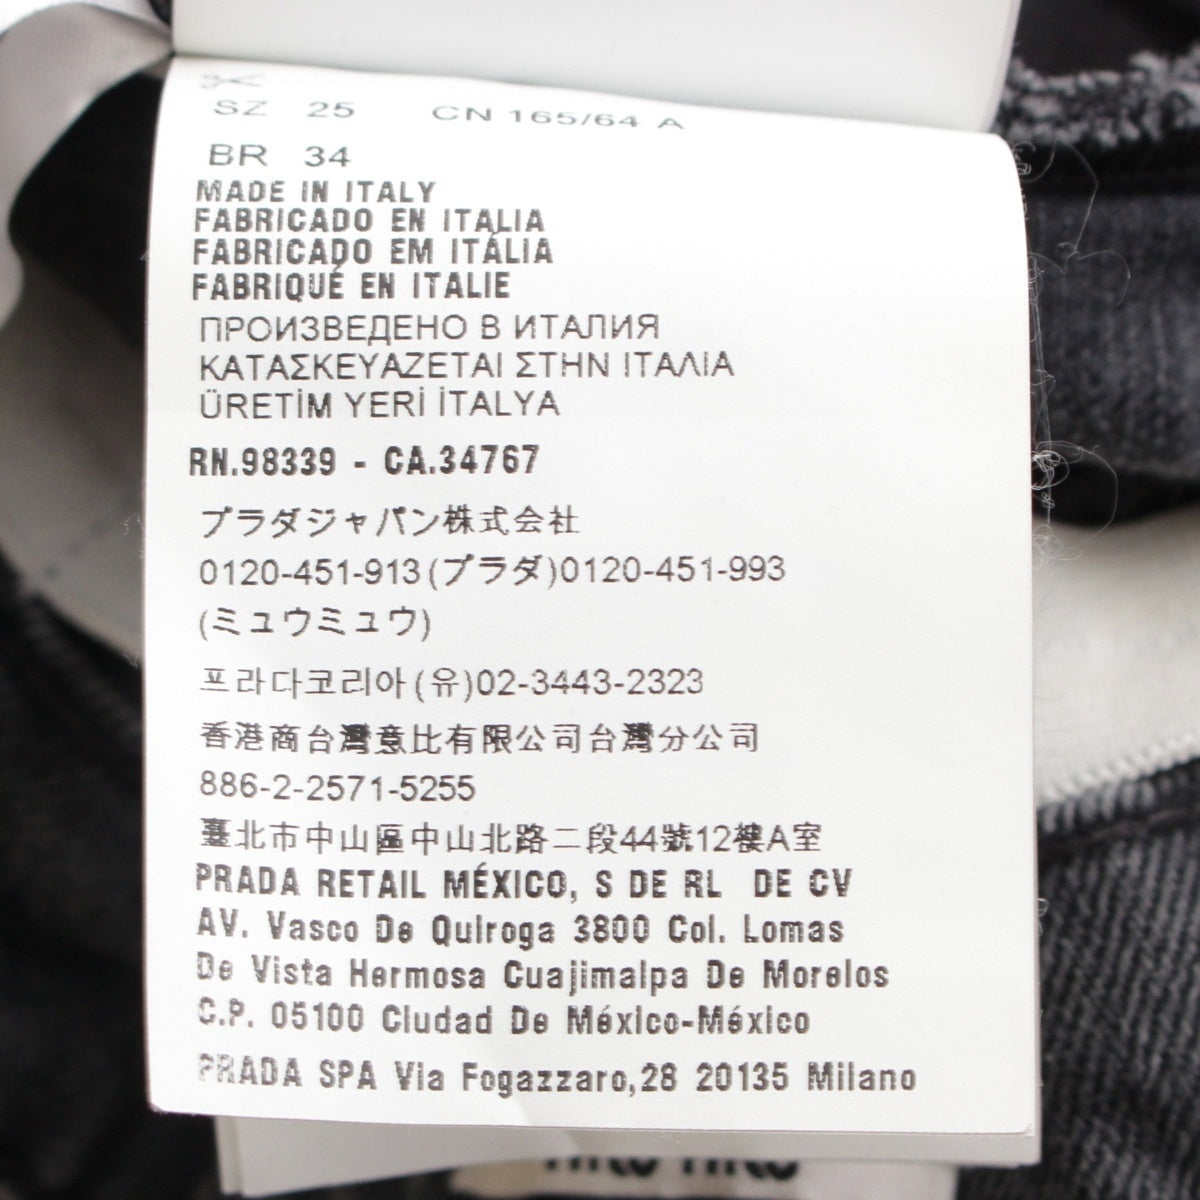 SZ 25 CN 165/64 A
BR 34
MADE IN ITALY
FABRICADO EN ITALIA
FABRICADO EM ITÁLIA
FABRIQUÉ EN ITALIE
ПРОИЗВЕДЕНО В ИТАЛИЯ
ΚΑΤΑΣΚΕΥΑΖΕΤΑΙ ΣΤΗΝ ΙΤΑΛΙΑ
ÜRETİM YERİ İTALYA
RN.98339 - CA.34767
プラダジャパン株式会社
0120-451-913(プラダ)0120-451-993
(ミュウミュウ)
프라다코리아(유)02-3443-2323
香港商台灣意比有限公司台灣分公司
886-2-2571-5255
臺北市中山區中山北路二段44號12樓A室
PRADA RETAIL MÉXICO, S DE RL DE CV
AV. Vasco De Quiroga 3800 Col. Lomas
De Vista Hermosa Cuajimalpa De Morelos
C.P. 05100 Ciudad De México-México
PRADA SPA Via Fogazzaro,28 20135 Milano